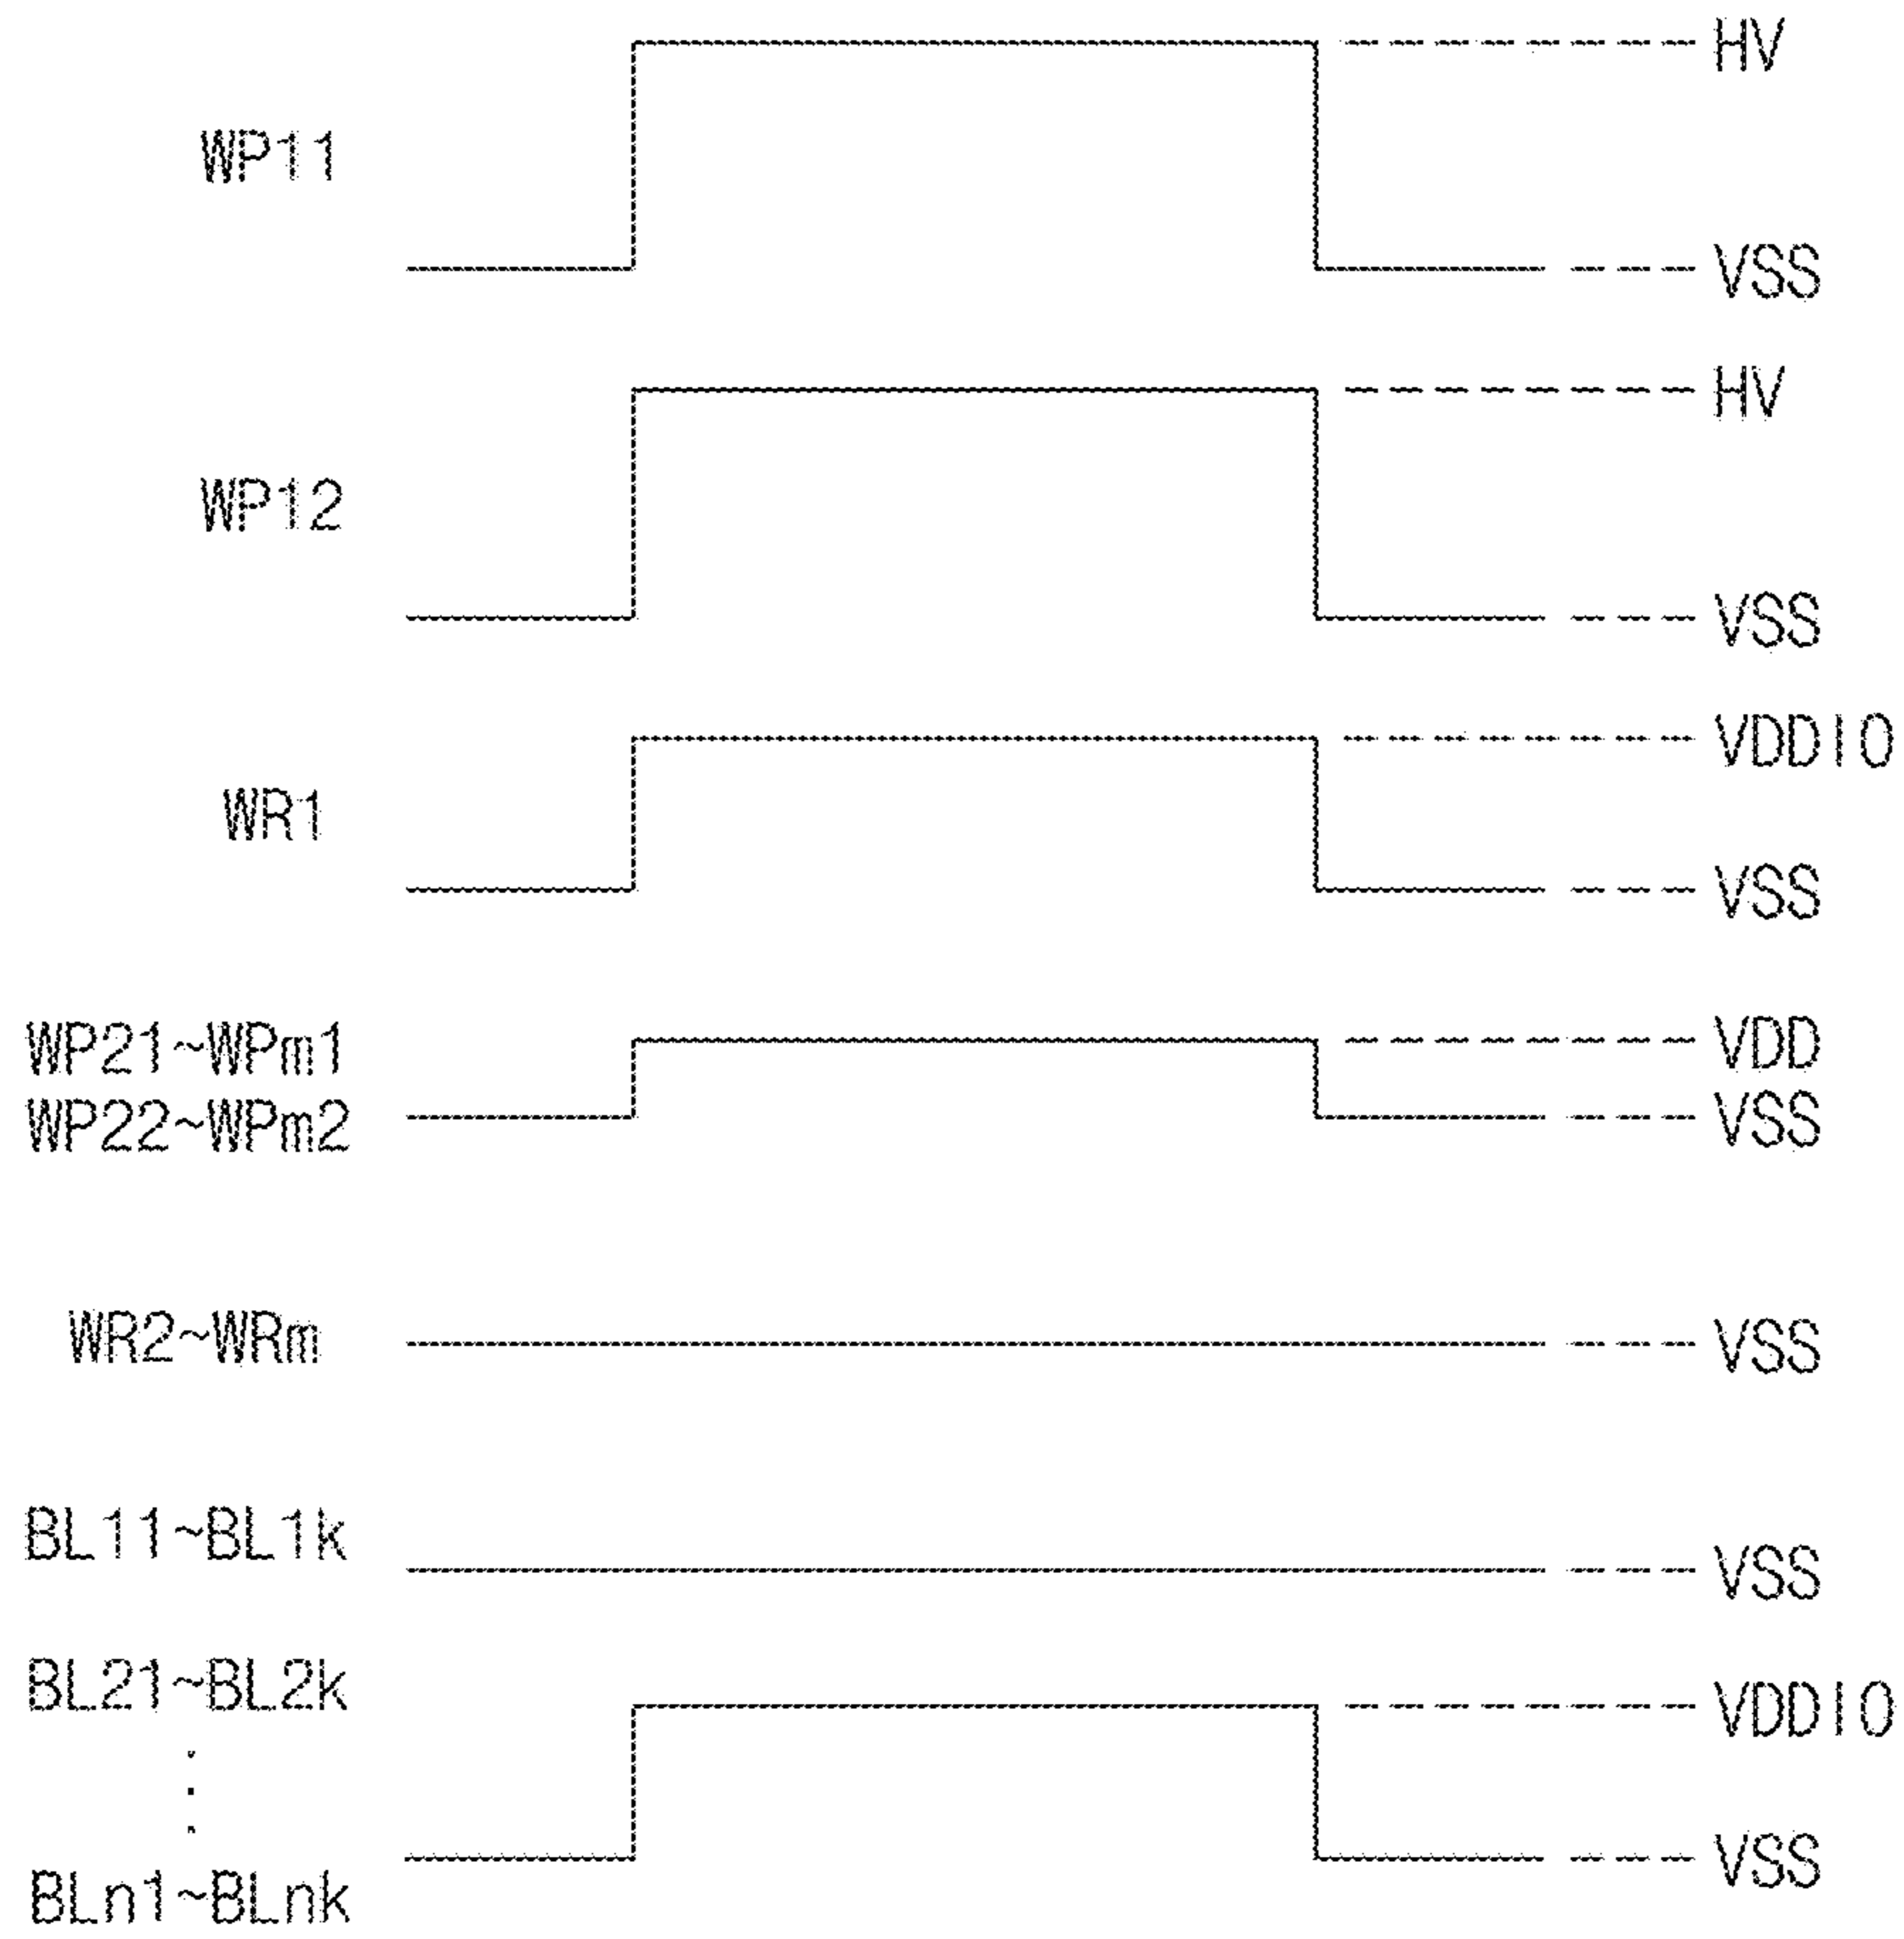 HV
WP11
VSS
HV
WP12
VSS
VDDIO
WR1
VSS
WP21~WPm1
VDD
WP22~WPm2
VSS
WR2~WRm
VSS
BL11~BL1k
VSS
BL21~BL2k
VDDIO
VSS
BLn1~BLnk